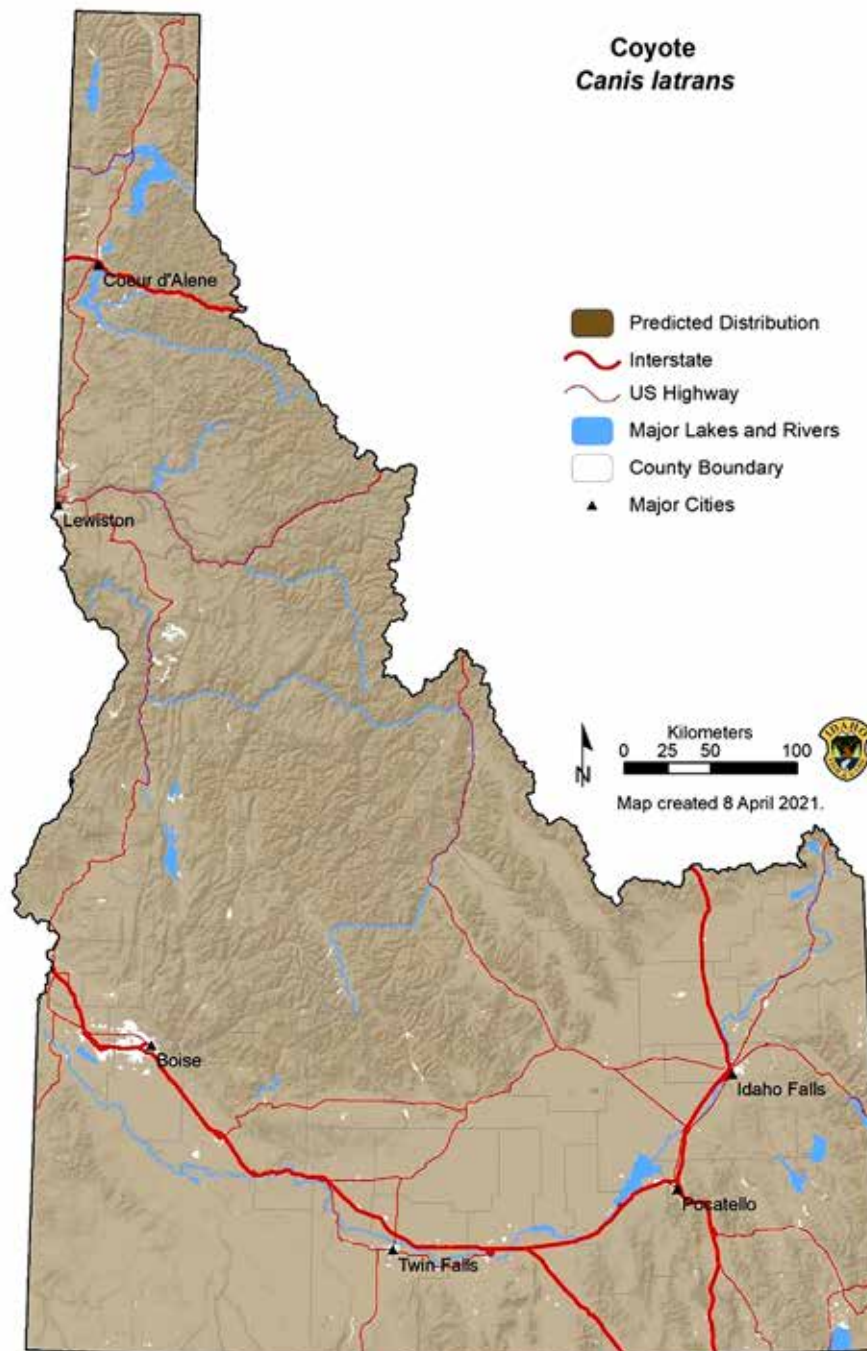 Coyote
Canis latrans
Coeur d'Alene
Predicted Distribution
Interstate
US Highway
Major Lakes and Rivers
County Boundary
Lewiston
Major Cities
Kilometers
0 25 50 100
N
IDAHO
Map created 8 April 2021.
Boise
Idaho Falls
Pocatello
Twin Falls